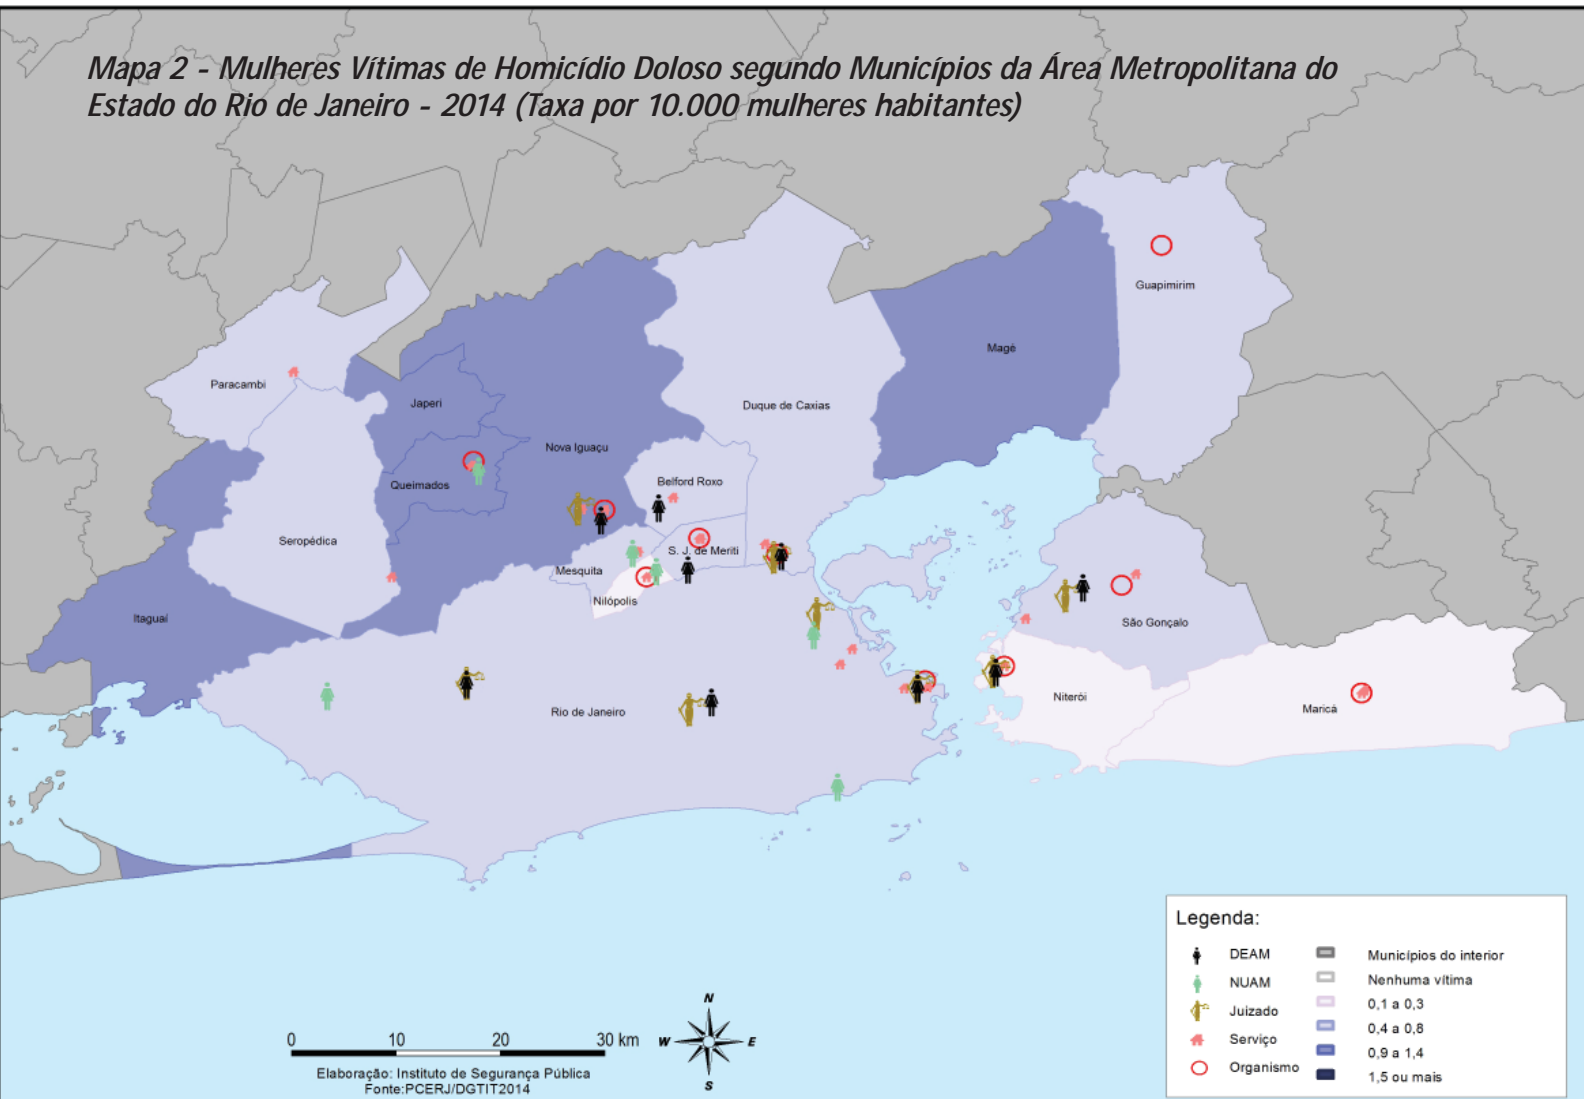 Mapa 2 - Mulheres Vítimas de Homicídio Doloso segundo Municípios da Área Metropolitana do
Estado do Rio de Janeiro - 2014 (Taxa por 10.000 mulheres habitantes)
Guapimirim
Magé
Paracambi
Japeri
Duque de Caxias
Nova Iguaçu
Queimados
Belford Roxo
Seropédica
S. J. de Meriti
Mesquita
Nilópolis
Itaguaí
São Gonçalo
Rio de Janeiro
Niterói
Maricá
Legenda:
DEAM
NUAM
Juizado
Serviço
Organismo
Municípios do interior
Nenhuma vítima
0,1 a 0,3
0,4 a 0,8
0,9 a 1,4
1,5 ou mais
N
W E
S
0 10 20 30 km
Elaboração: Instituto de Segurança Pública
Fonte:PCERJ/DGTIT2014